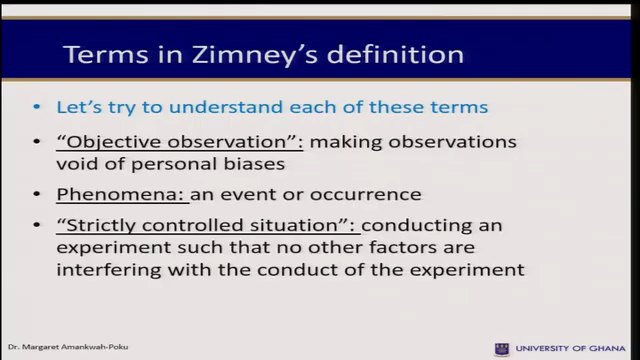 Terms in Zimney's definition
• Let's try to understand each of these terms
• "Objective observation": making observations
void of personal biases
• Phenomena: an event or occurrence
• "Strictly controlled situation": conducting an
experiment such that no other factors are
interfering with the conduct of the experiment
Dr. Margaret Amankwah-Poku
UNIVERSITY OF GHANA